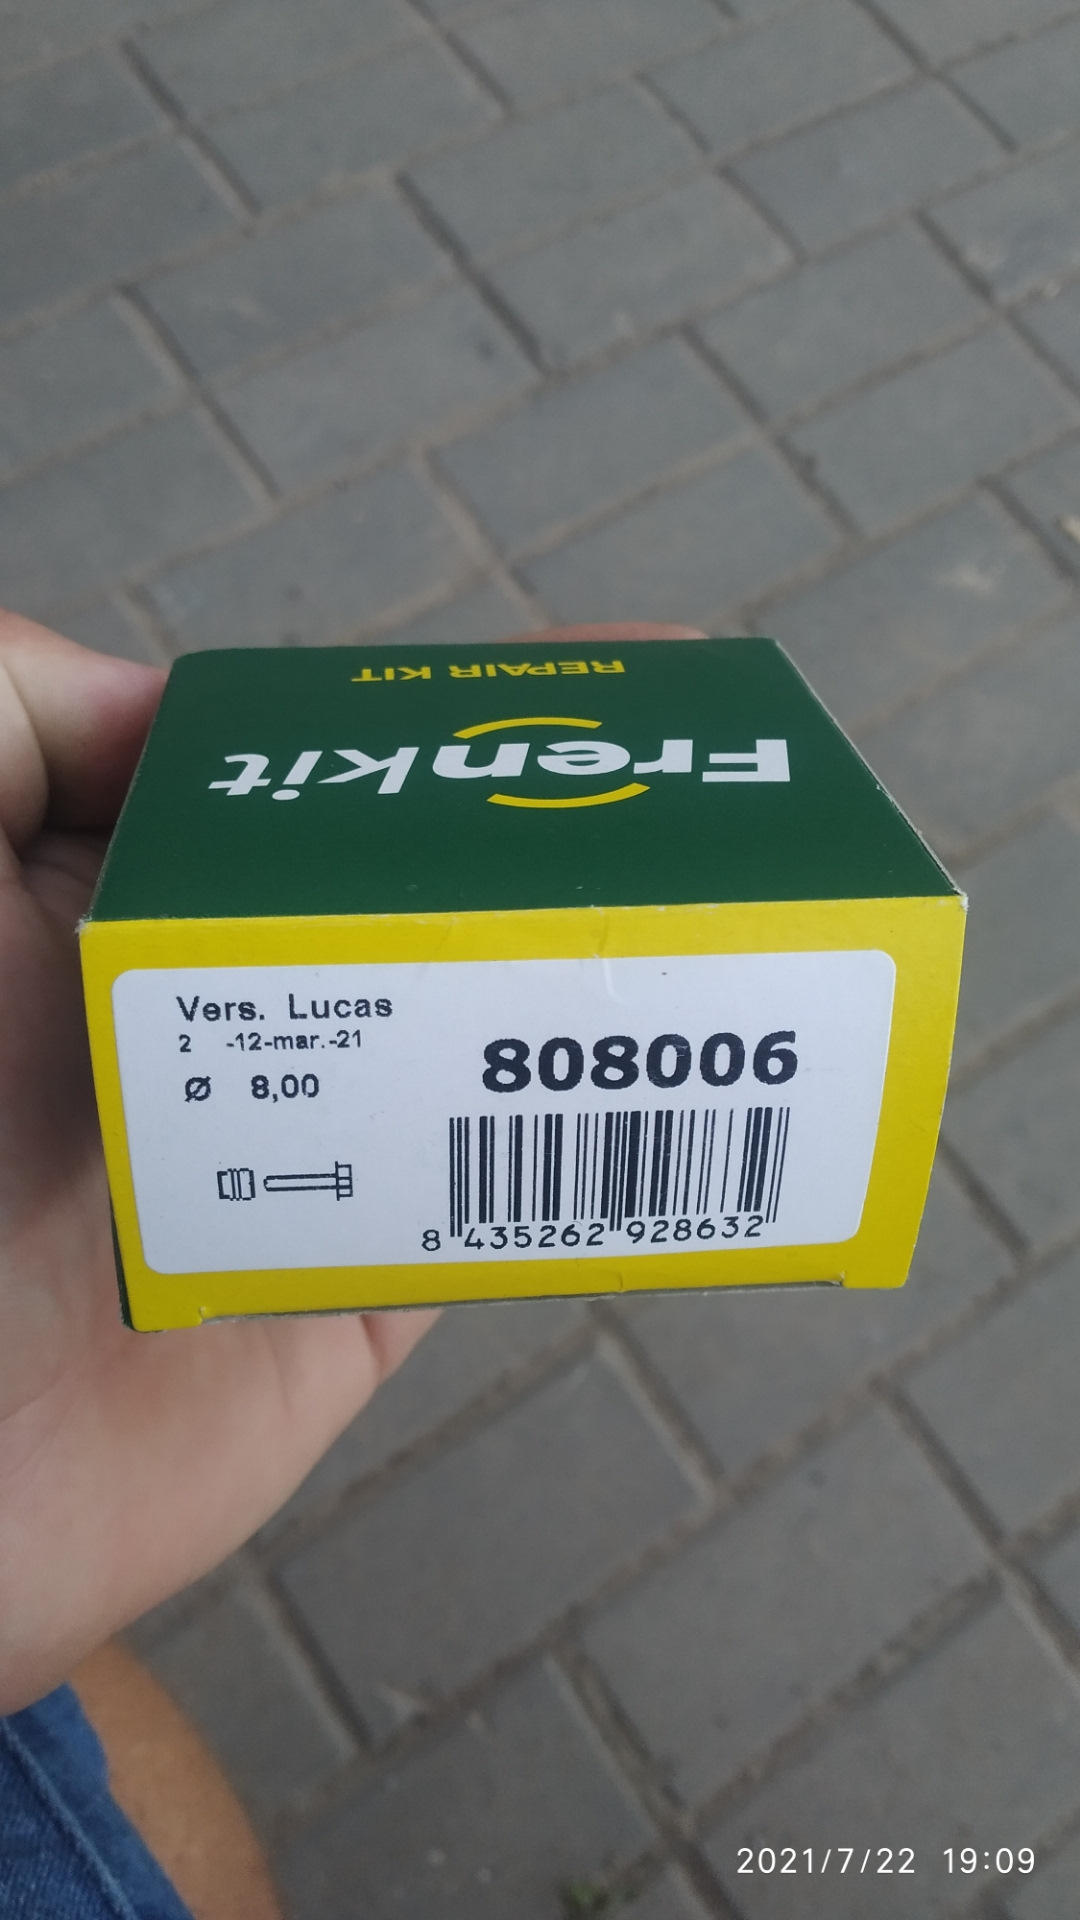 REPAIR KIT
Frenkit
Vers. Lucas
2 -12-mar.-21
Ø 8,00
808006
8 435262 928632
2021/7/22 19:09